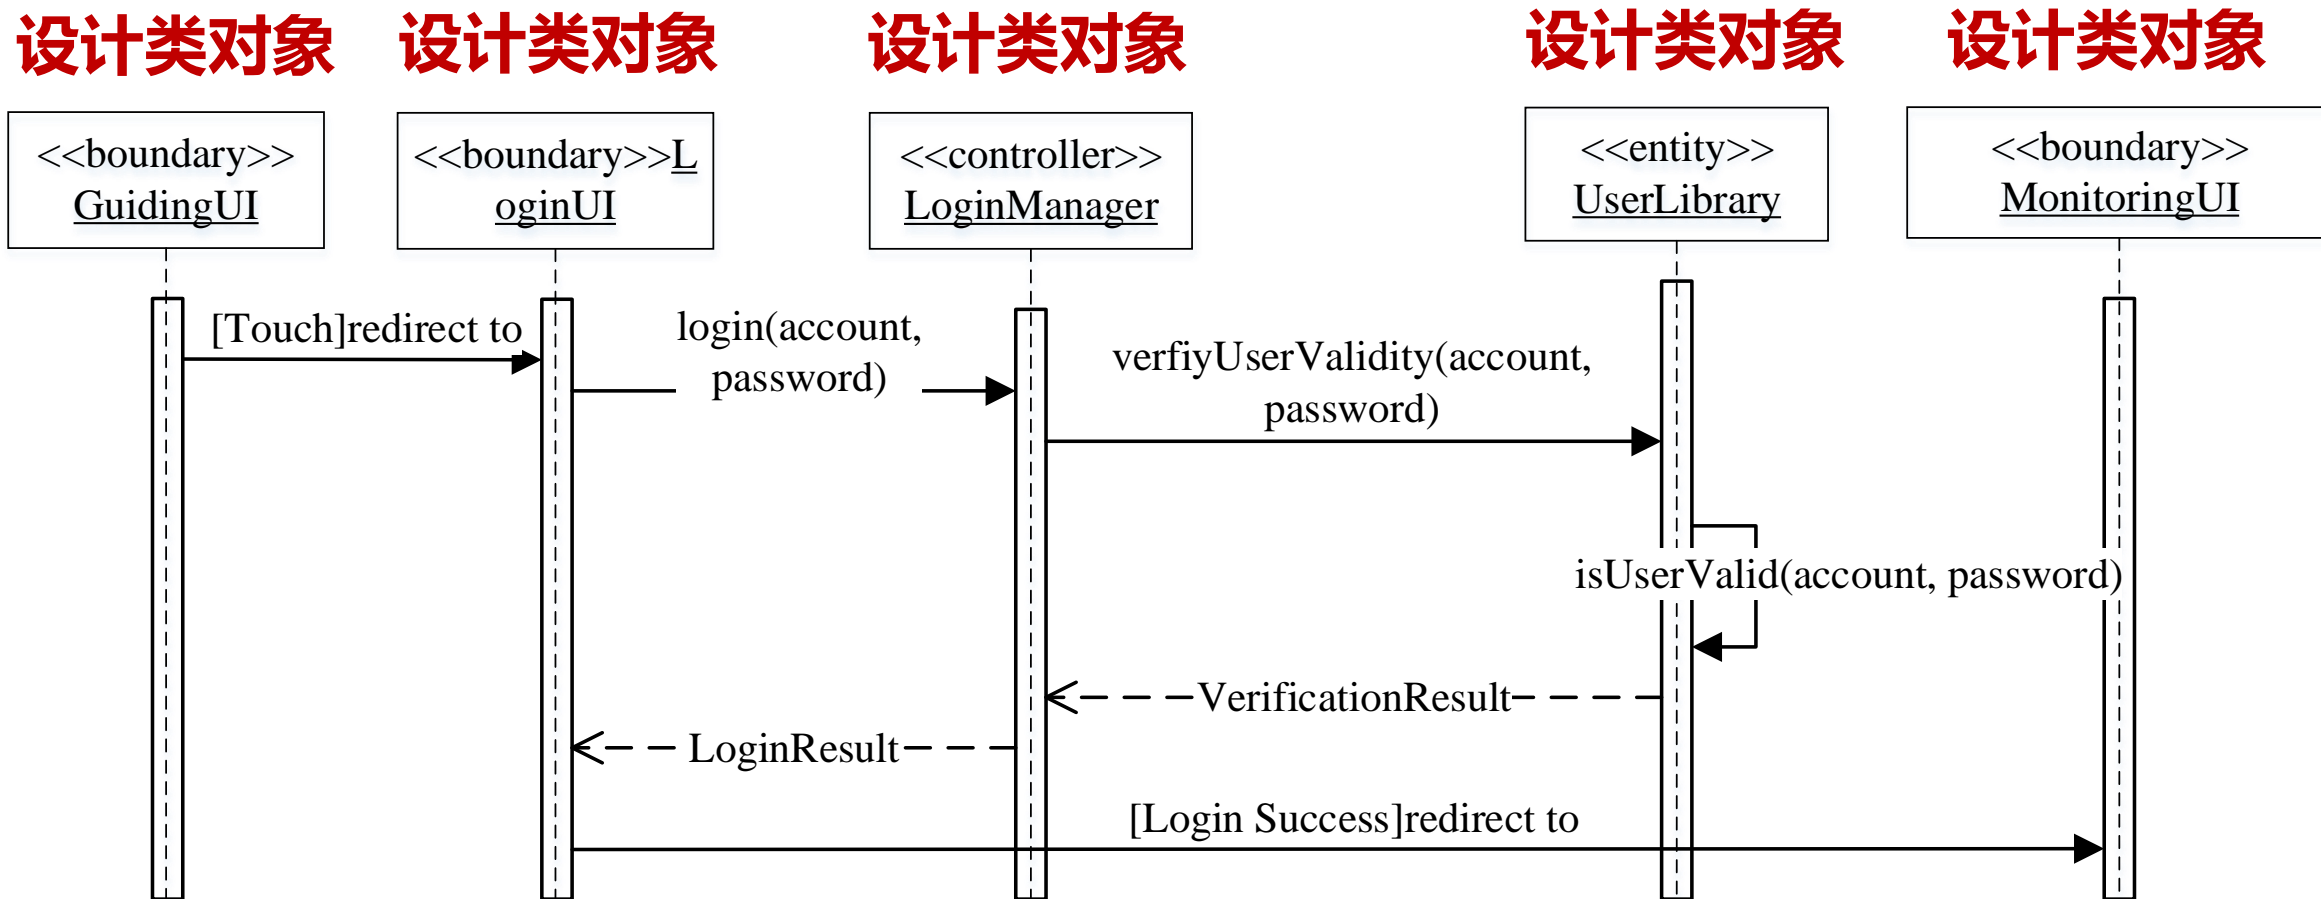 设计类对象
设计类对象
设计类对象
设计类对象
设计类对象
<<boundary>>
GuidingUI
<<boundary>>L
oginUI
<<controller>>
LoginManager
<<entity>>
UserLibrary
<<boundary>>
MonitoringUI
[Touch]redirect to
login(account,
password)
verfiyUserValidity(account,
password)
isUserValid(account, password)
VerificationResult
LoginResult
[Login Success]redirect to